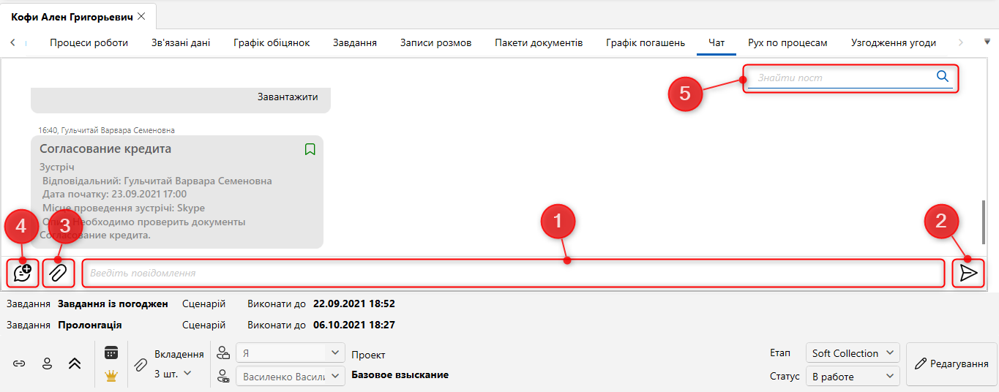 Кофи Ален Григорьевич
Процеси роботи Зв'язані дані Графік обіцянок Завдання Записи розмов Пакети документів Графік погашень Чат Рух по процесам Узгодження угоди
Знайти пост
5
Завантажити
16:40, Гульчитай Варвара Семеновна
Согласование кредита
Зустріч
Відповідальний: Гульчитай Варвара Семеновна
Дата початку: 23.09.2021 17:00
Місце проведення зустрічі: Skype
Необходимо проверить документы
Согласование кредита.
4 3 1 2
Введіть повідомлення
Завдання Завдання із погоджен Сценарій Виконати до 22.09.2021 18:52
Завдання Пролонгація Сценарій Виконати до 06.10.2021 18:27
Вкладення
3 шт.
Я
Василенко Васили
Проект
Базовое взыскание
Етап Soft Collection
Статус В работе
Редагування